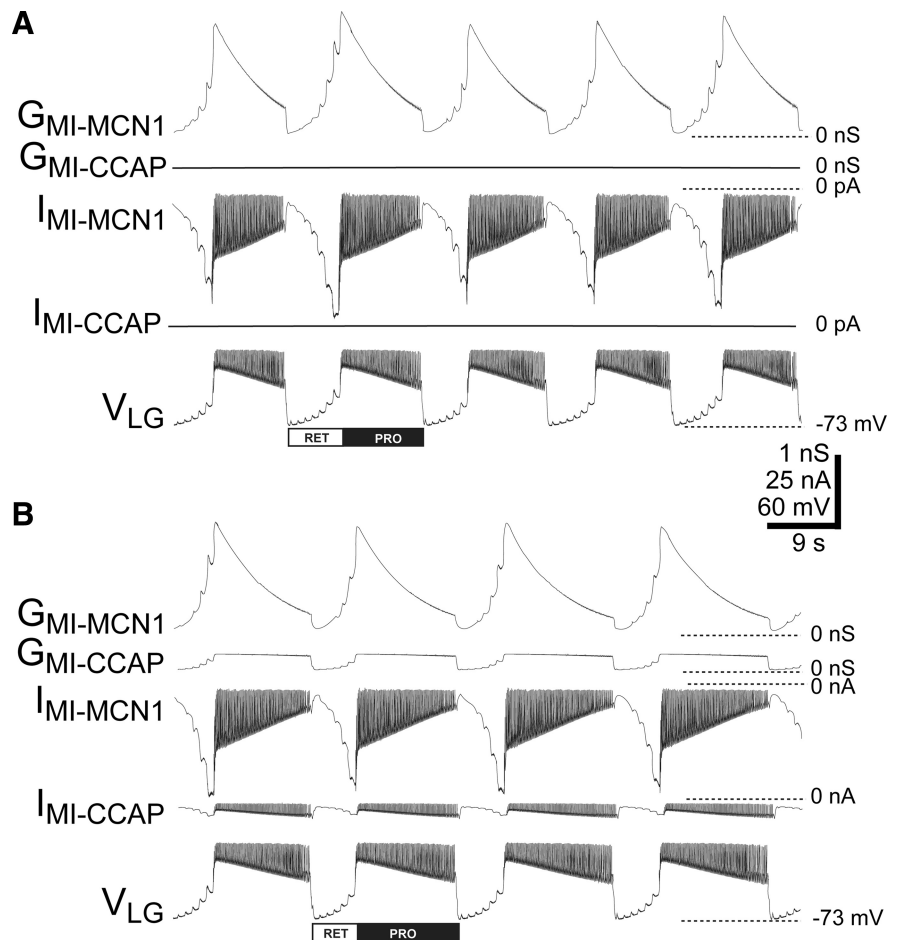 A
GMI-MCN1
0 nS
GMI-CCAP
0 nS
0 pA
IMI-MCN1
IMI-CCAP
0 pA
VLG
-73 mV
RET PRO
1 nS
25 nA
60 mV
9 s
B
GMI-MCN1
0 nS
GMI-CCAP
0 nS
0 nA
IMI-MCN1
0 nA
IMI-CCAP
VLG
-73 mV
RET PRO